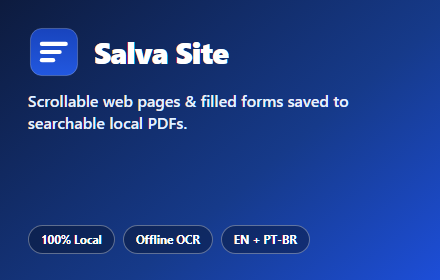 Salva Site
Scrollable web pages & filled forms saved to
searchable local PDFs.
100% Local
Offline OCR
EN + PT-BR